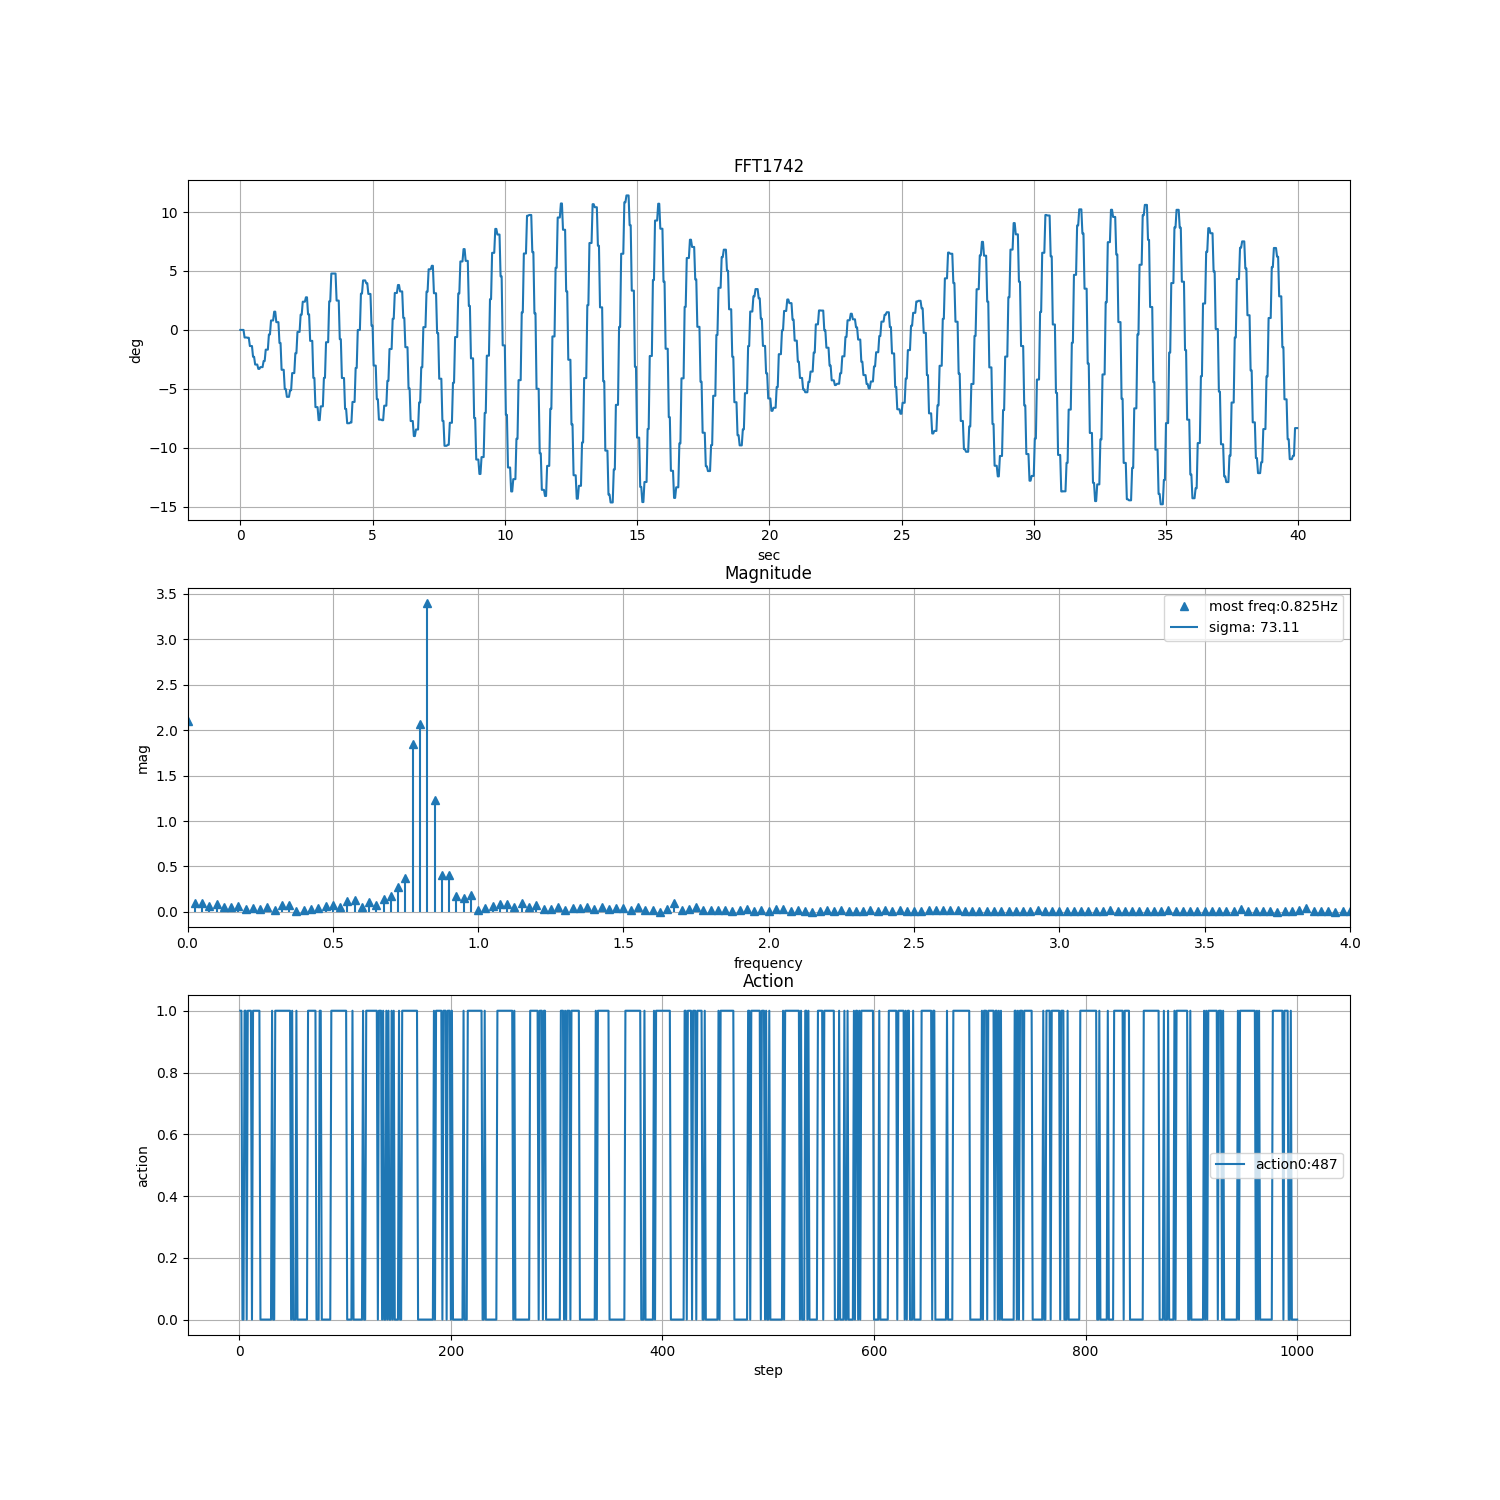 FFT1742
10
5
0
−5
−10
−15
deg
0 5 10 15 20 25 30 35 40
sec
Magnitude
3.5
3.0
2.5
2.0
1.5
1.0
0.5
0.0
mag
most freq:0.825Hz
sigma: 73.11
0.0 0.5 1.0 1.5 2.0 2.5 3.0 3.5 4.0
frequency
Action
1.0
0.8
0.6
0.4
0.2
0.0
action
action0:487
0 200 400 600 800 1000
step